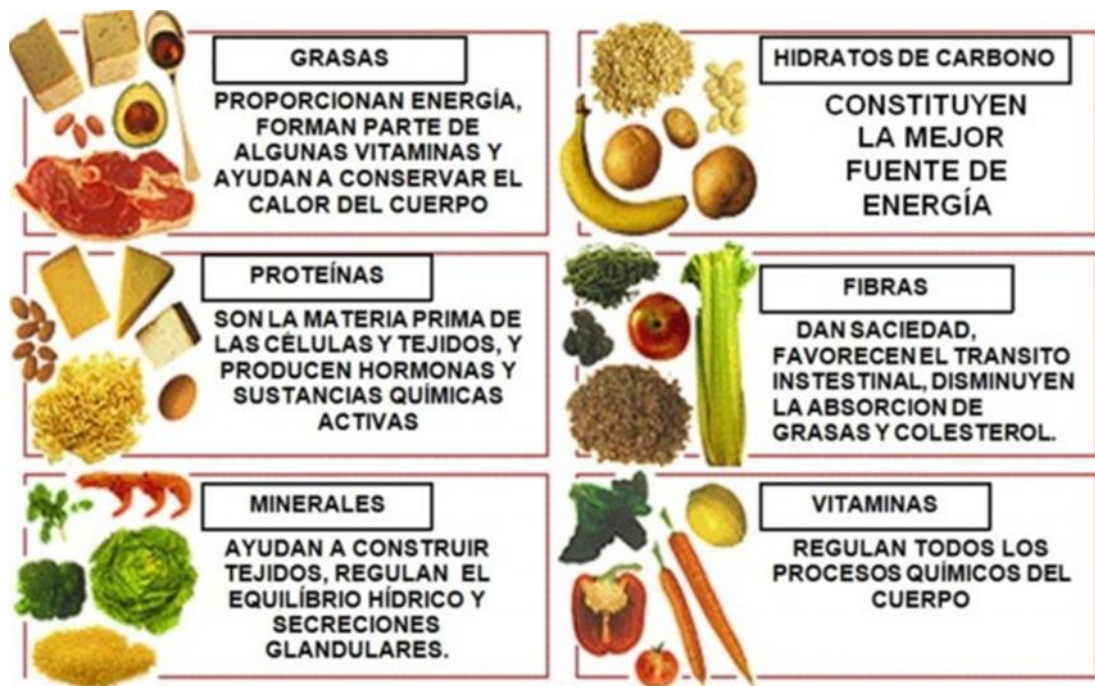 GRASAS
PROPORCIONAN ENERGÍA,
FORMAN PARTE DE
ALGUNAS VITAMINAS Y
AYUDAN A CONSERVAR EL
CALOR DEL CUERPO
HIDRATOS DE CARBONO
CONSTITUYEN
LA MEJOR
FUENTE DE
ENERGÍA
PROTEÍNAS
SON LA MATERIA PRIMA DE
LAS CÉLULAS Y TEJIDOS, Y
PRODUCEN HORMONAS Y
SUSTANCIAS QUÍMICAS
ACTIVAS
FIBRAS
DAN SACIEDAD,
FAVORECEN EL TRANSITO
INSTESTINAL, DISMINUYEN
LA ABSORCION DE
GRASAS Y COLESTEROL.
MINERALES
AYUDAN A CONSTRUIR
TEJIDOS, REGULAN EL
EQUILÍBRIO HÍDRICO Y
SECRECIONES
GLANDULARES.
VITAMINAS
REGULAN TODOS LOS
PROCESOS QUÍMICOS DEL
CUERPO